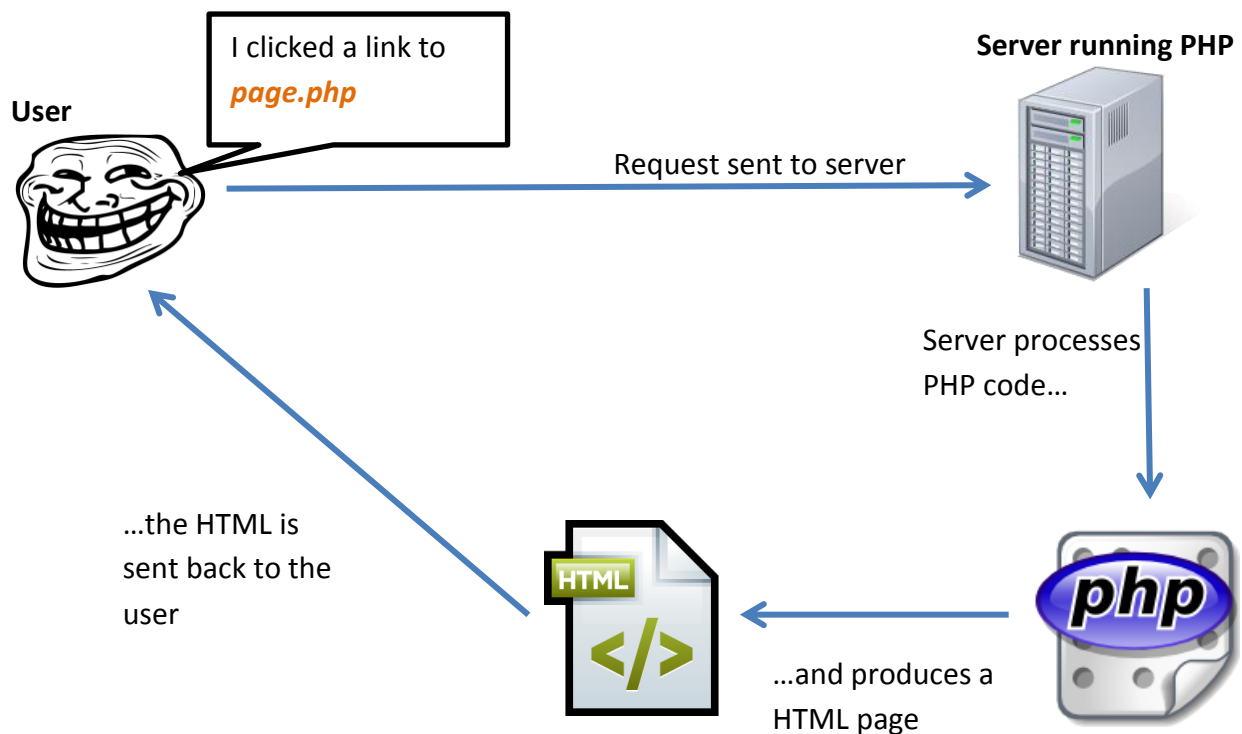 User
I clicked a link to
page.php
Request sent to server
Server running PHP
Server processes
PHP code…
php
…and produces a
HTML page
HTML
</>
…the HTML is
sent back to the
user